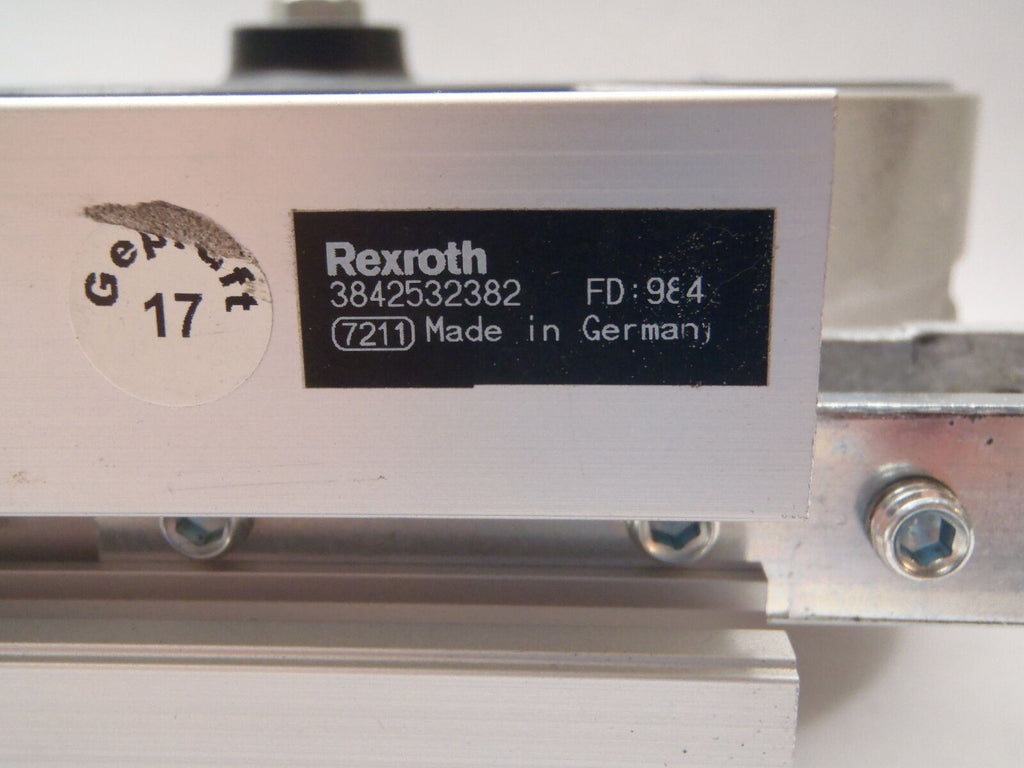 Geprüft
17
Rexroth
3842532382 FD:984
7211 Made in Germany